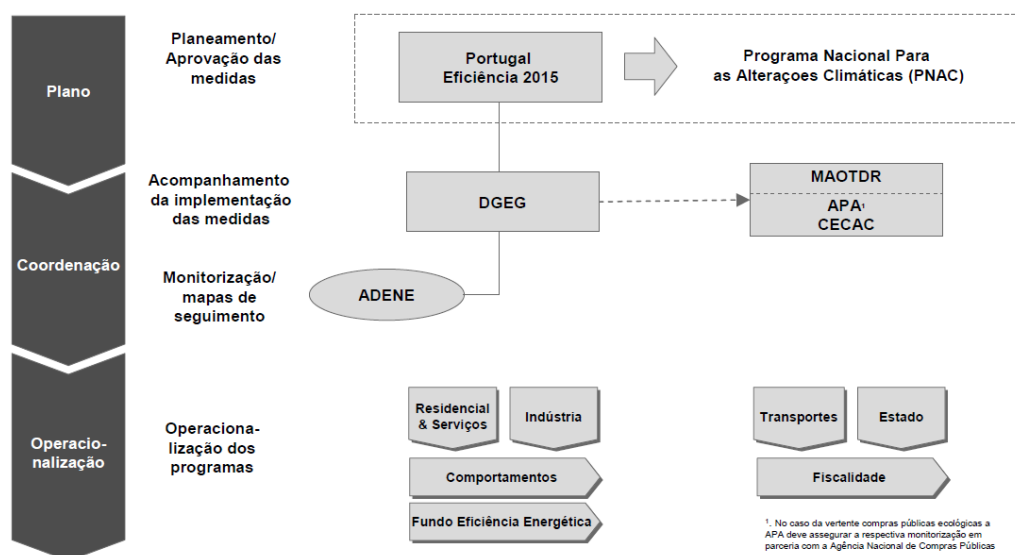 Plano
Planeamento/
Aprovação das
medidas
Portugal
Eficiência 2015
Programa Nacional Para
as Alteraçoes Climáticas (PNAC)
Coordenação
Acompanhamento
da implementação
das medidas
DGEG
MAOTDR
APA¹
CECAC
Monitorização/
mapas de
seguimento
ADENE
Operacio-
nalização
Operaciona-
lização dos
programas
Residencial
& Serviços
Indústria
Transportes
Estado
Comportamentos
Fiscalidade
Fundo Eficiência Energética
¹. No caso da vertente compras públicas ecológicas a
APA deve assegurar a respectiva monitorização em
parceria com a Agência Nacional de Compras Públicas